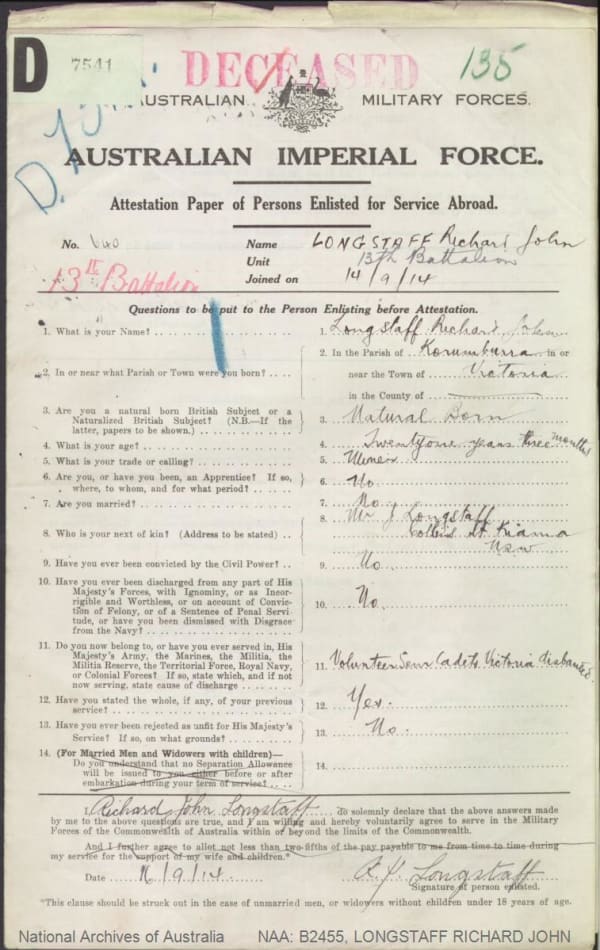 D
7541
DECEASED
135
AUSTRALIAN MILITARY FORCES.
AUSTRALIAN IMPERIAL FORCE.
Attestation Paper of Persons Enlisted for Service Abroad.
No. 640
Name LONGSTAFF Richard John
Unit 13th Battalion
Joined on 14/9/14
13th Battalion
Questions to be put to the Person Enlisting before Attestation.
1. What is your Name?
1. Longstaff Richard John
2. In or near what Parish or Town were you born?
2. In the Parish of Korumburra in or
near the Town of Victoria
in the County of
3. Are you a natural born British Subject or a
Naturalized British Subject? (N.B.—If the
latter, papers to be shown.)
3. Natural Born
4. What is your age?
4. Twentyone years three months
5. What is your trade or calling?
5. Miner
6. Are you, or have you been, an Apprentice? If so,
where, to whom, and for what period?
6. No
7. Are you married?
7. No
8. Who is your next of kin? (Address to be stated)
8. Mr J Longstaff
Collins St Kiama
NSW
9. Have you ever been convicted by the Civil Power?
9. No
10. Have you ever been discharged from any part of His
Majesty's Forces, with Ignominy, or as Incor-
rigible and Worthless, or on account of Convic-
tion of Felony, or of a Sentence of Penal Servi-
tude, or have you been dismissed with Disgrace
from the Navy?
10. No.
11. Do you now belong to, or have you ever served in, His
Majesty's Army, the Marines, the Militia, the
Militia Reserve, the Territorial Force, Royal Navy,
or Colonial Forces? If so, state which, and if not
now serving, state cause of discharge
11. Volunteer Senr Cadets Victoria disbanded
12. Have you stated the whole, if any, of your previous
service?
12. Yes.
13. Have you ever been rejected as unfit for His Majesty's
Service? If so, on what grounds?
13. No.
14. (For Married Men and Widowers with children)—
Do you understand that no Separation Allowance
will be issued to you either before or after
embarkation during your term of service?
14.
I, Richard John Longstaff do solemnly declare that the above answers made
by me to the above questions are true, and I am willing and hereby voluntarily agree to serve in the Military
Forces of the Commonwealth of Australia within or beyond the limits of the Commonwealth.
And I further agree to allot not less than two-fifths of the pay payable to me from time to time during
my service for the support of my wife and children.*
Date 16/9/14
R.J. Longstaff
Signature of person enlisted.
*This clause should be struck out in the case of unmarried men, or widowers without children under 18 years of age.
National Archives of Australia NAA: B2455, LONGSTAFF RICHARD JOHN